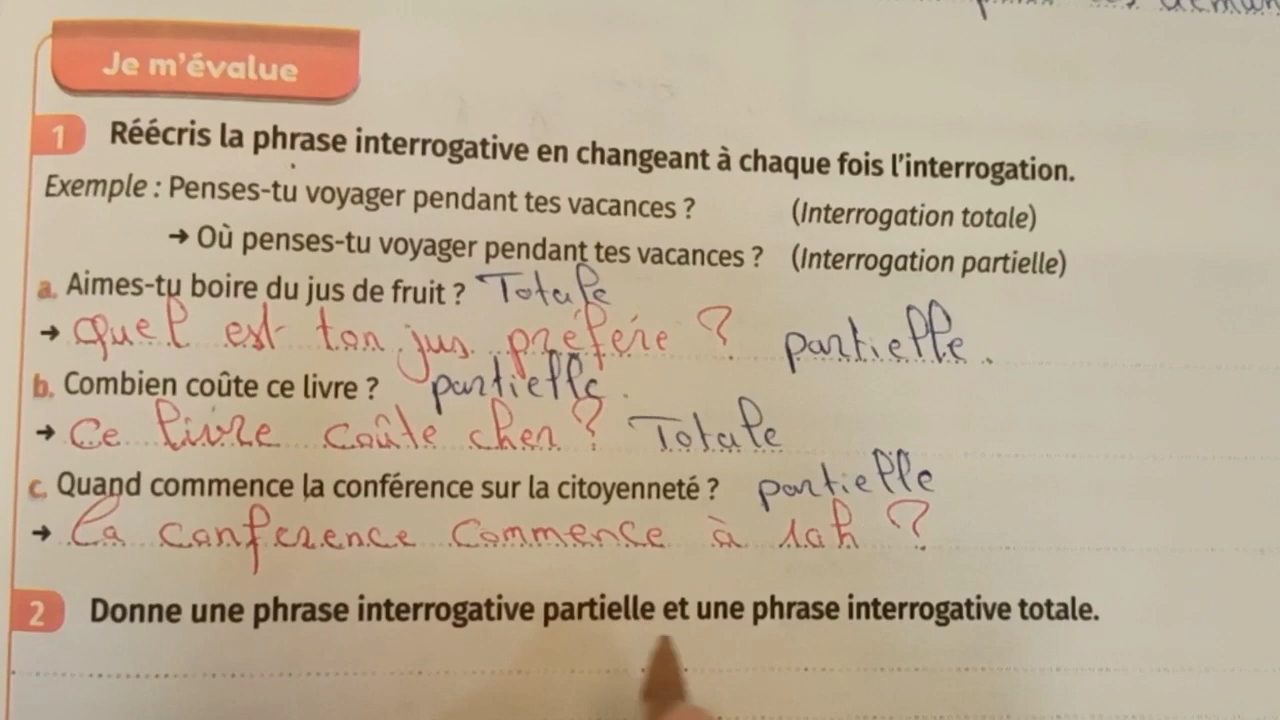 Je m'évalue
1 Réécris la phrase interrogative en changeant à chaque fois l'interrogation.
Exemple : Penses-tu voyager pendant tes vacances ? (Interrogation totale)
→ Où penses-tu voyager pendant tes vacances ? (Interrogation partielle)
a. Aimes-tu boire du jus de fruit ? Totale
→ Quel est ton jus préfére ? partielle.
b. Combien coûte ce livre ? partielle.
→ Ce livre coûte cher ? Totale
c. Quand commence la conférence sur la citoyenneté ? partielle
→ La conference commence à 10h ?
2 Donne une phrase interrogative partielle et une phrase interrogative totale.